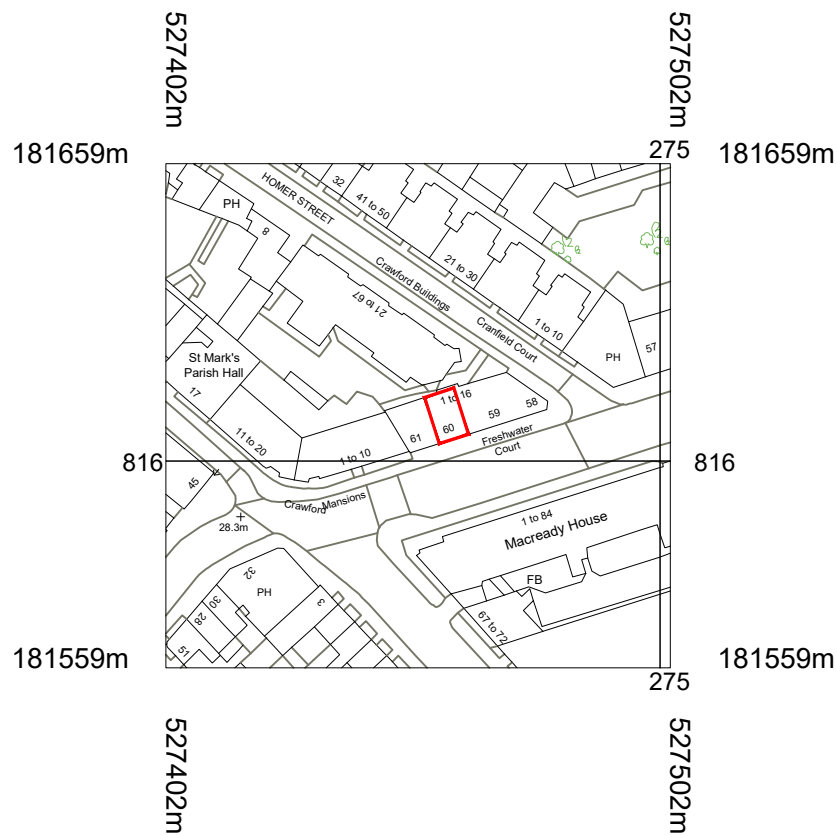 527402m
527502m
181659m
275
181659m
HOMER STREET
32
41 to 50
PH
8
21 to 30
Crawford Buildings
21 to 67
Cranfield Court
1 to 10
PH
57
St Mark's
Parish Hall
17
1 to 16
58
59
60
61
Freshwater
Court
11 to 20
1 to 10
816
816
45
Crawford Mansions
28.3m
1 to 84
Macready House
32
PH
FB
30
3
28
67 to 72
51
181559m
181559m
275
527402m
527502m